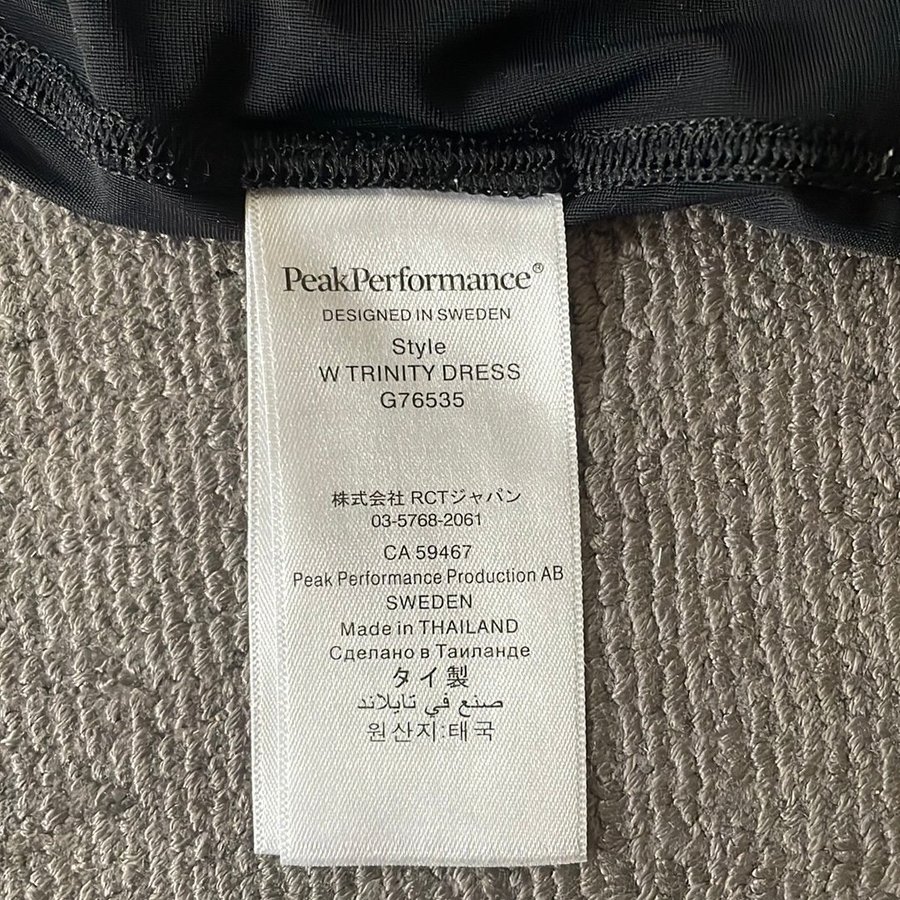 PeakPerformance®
DESIGNED IN SWEDEN
Style
W TRINITY DRESS
G76535
株式会社 RCTジャパン
03-5768-2061
CA 59467
Peak Performance Production AB
SWEDEN
Made in THAILAND
Сделано в Таиланде
タイ製
صنع في تايلاند
원산지:태국